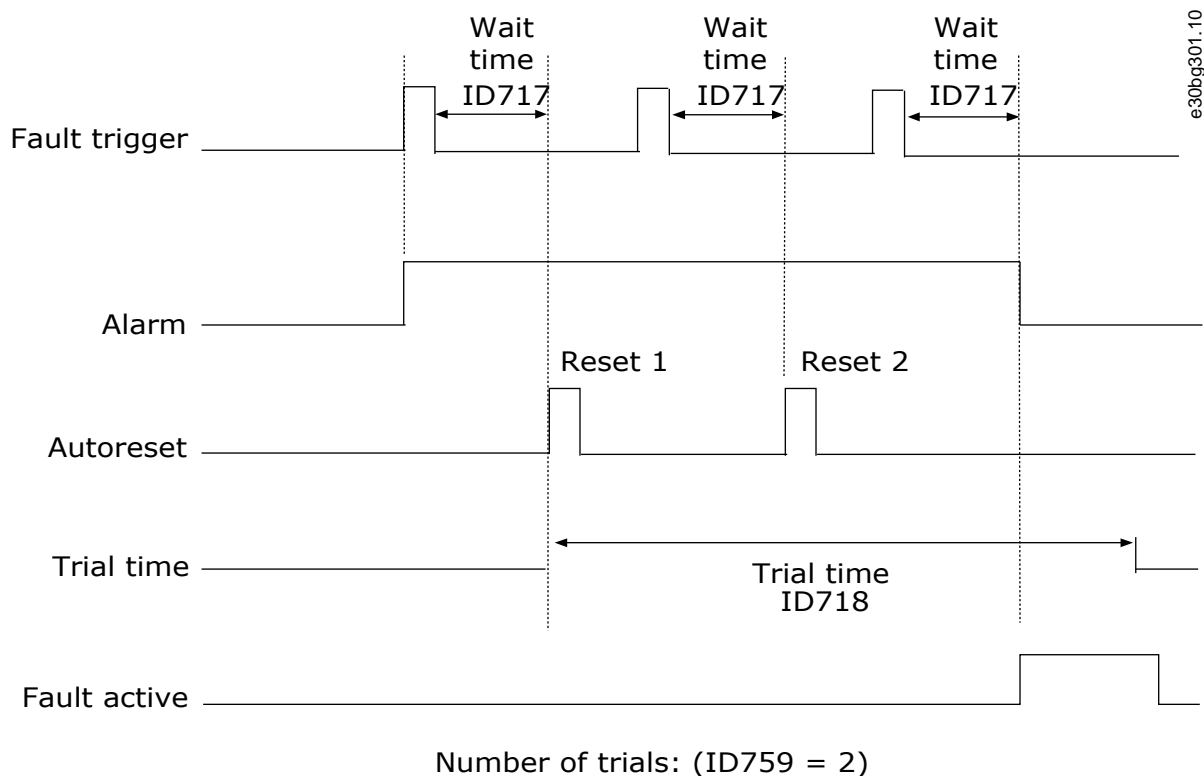 Wait
time
ID717
Wait
time
ID717
Wait
time
ID717
e30bg301.10
Fault trigger
Alarm
Reset 1
Reset 2
Autoreset
Trial time
Trial time
ID718
Fault active
Number of trials: (ID759 = 2)